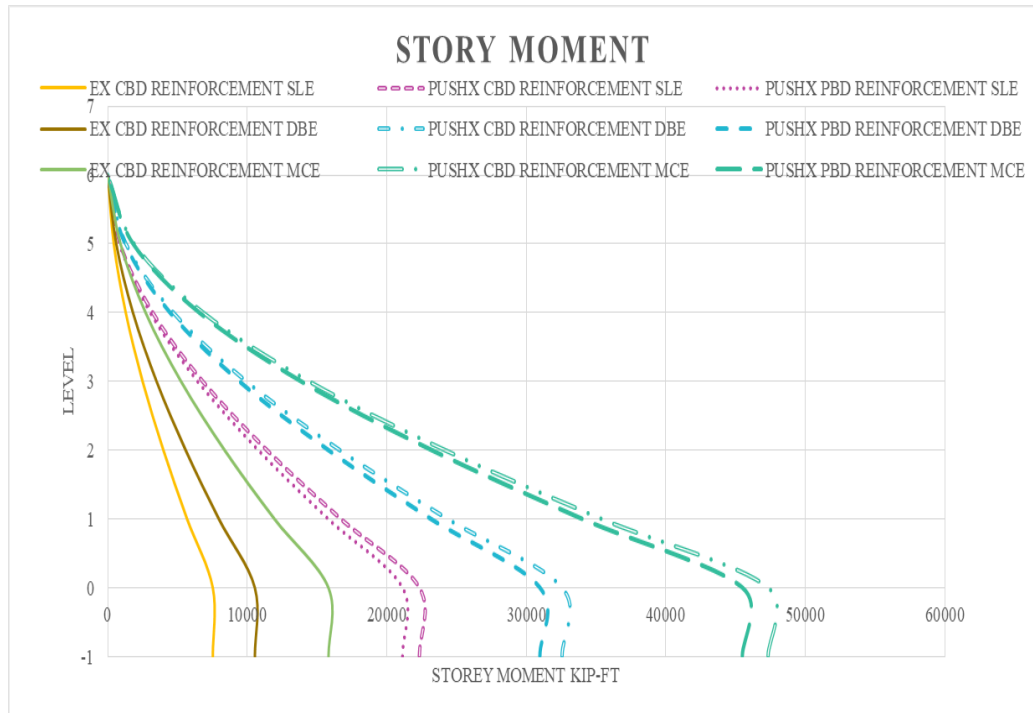 STORY MOMENT
EX CBD REINFORCEMENT SLE PUSHX CBD REINFORCEMENT SLE PUSHX PBD REINFORCEMENT SLE
EX CBD REINFORCEMENT DBE PUSHX CBD REINFORCEMENT DBE PUSHX PBD REINFORCEMENT DBE
EX CBD REINFORCEMENT MCE PUSHX CBD REINFORCEMENT MCE PUSHX PBD REINFORCEMENT MCE
7
6
5
4
3
2
1
0
-1
LEVEL
0 10000 20000 30000 40000 50000 60000
STOREY MOMENT KIP-FT